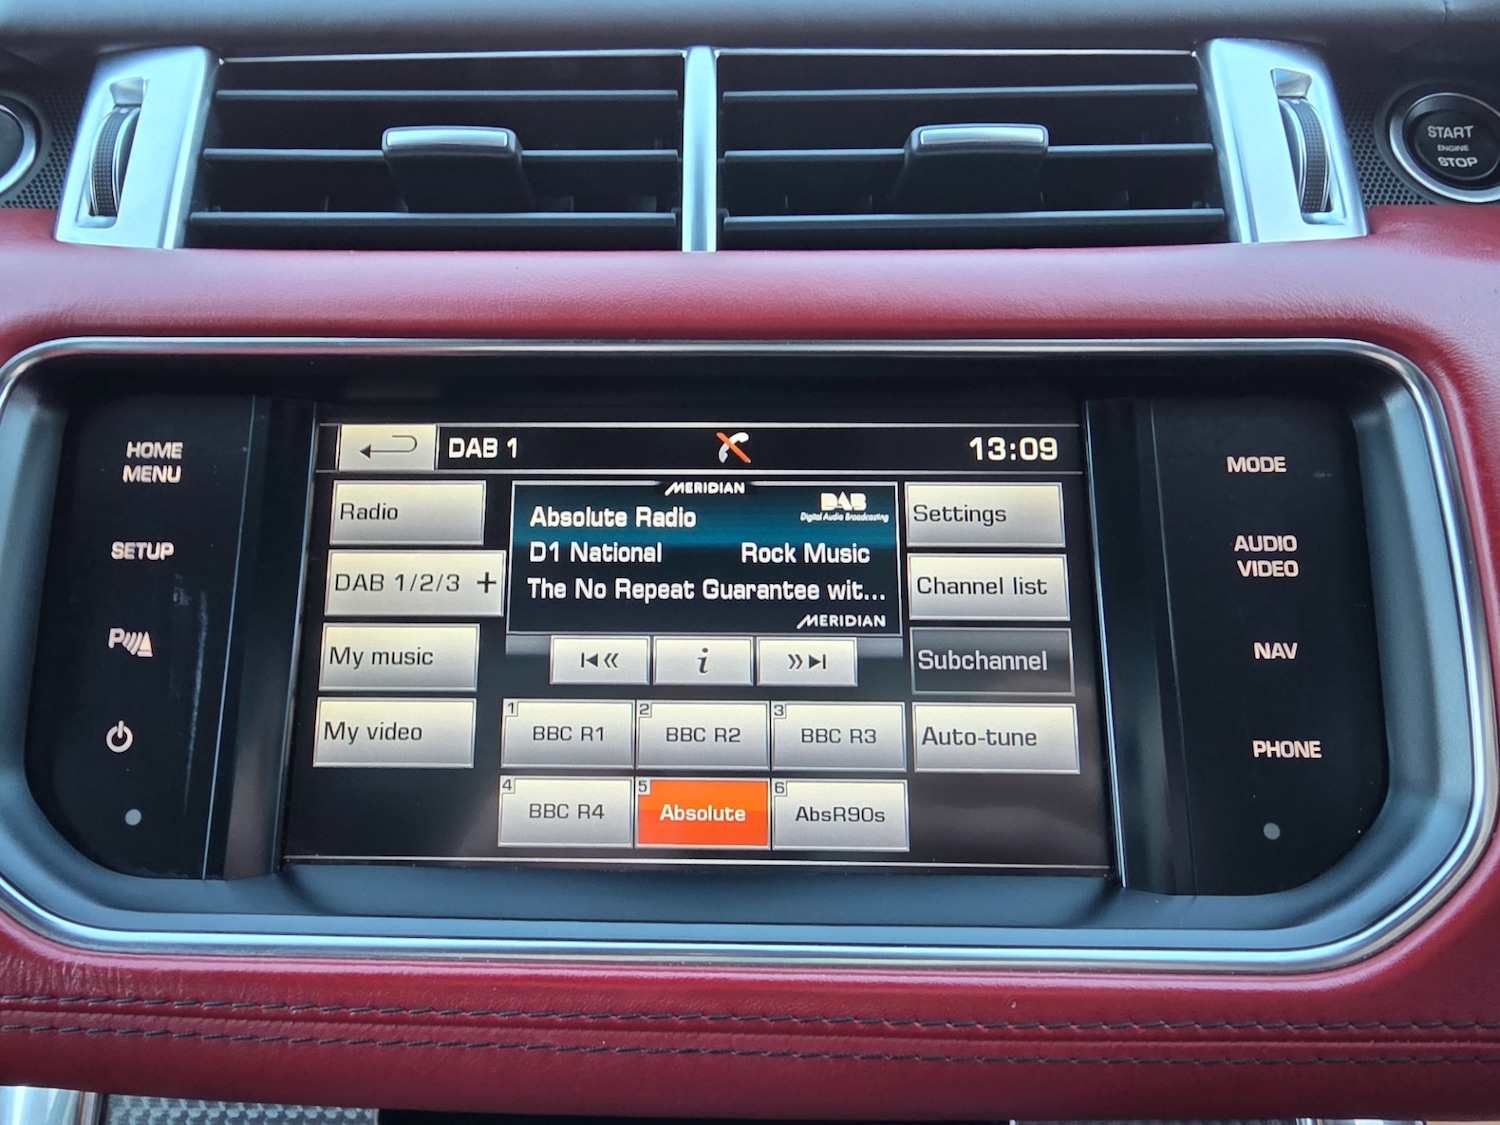 START
ENGINE
STOP
HOME
MENU
SETUP
P
DAB 1
13:09
Radio
DAB 1/2/3 +
My music
My video
MERIDIAN
Absolute Radio
DAB
Digital Audio Broadcasting
D1 National Rock Music
The No Repeat Guarantee wit...
MERIDIAN
i
1 BBC R1
2 BBC R2
3 BBC R3
4 BBC R4
5 Absolute
6 AbsR90s
Settings
Channel list
Subchannel
Auto-tune
MODE
AUDIO
VIDEO
NAV
PHONE